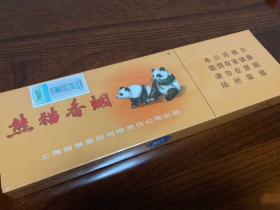 熊猫香烟
上海烟草集团有限责任公司出品
本公司提示
吸烟有害健康
请勿在禁烟
场所吸烟